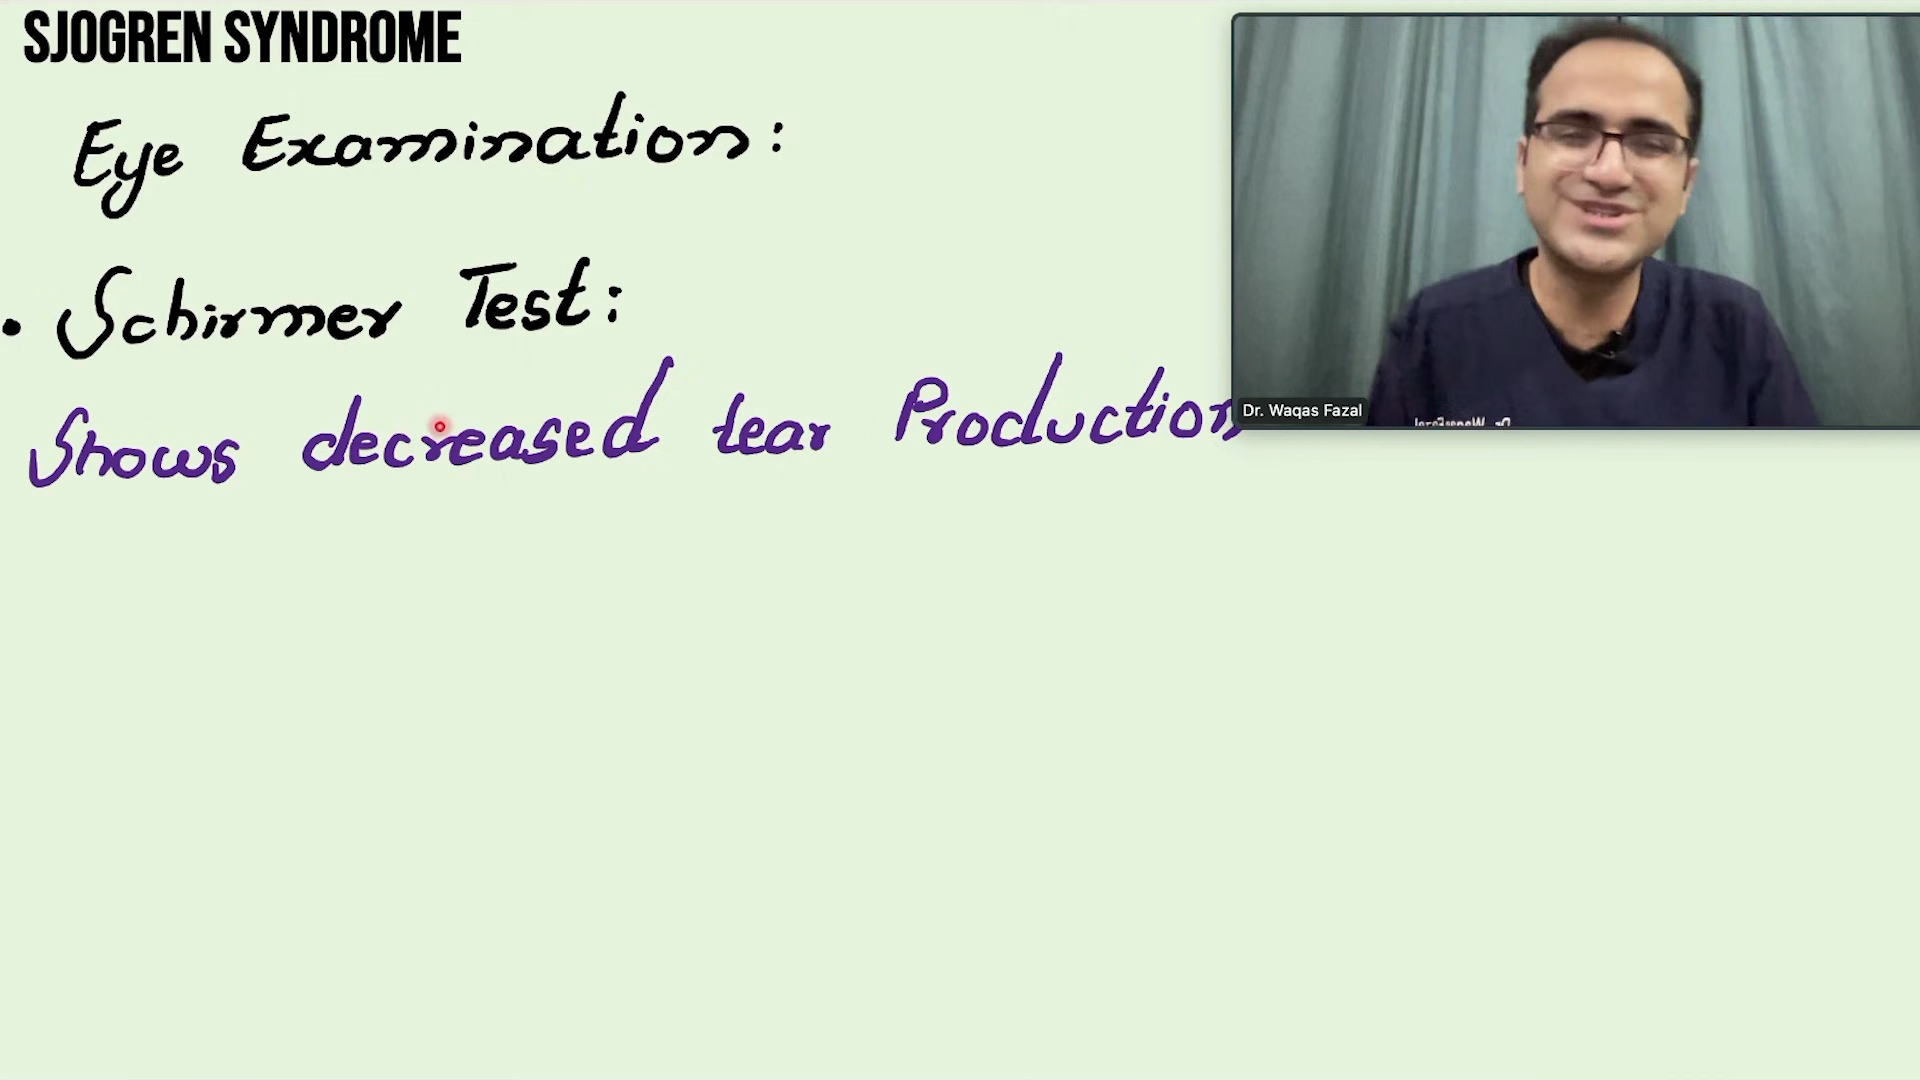 SJOGREN SYNDROME
Eye Examination:
• Schirmer Test:
Shows decreased tear Production
Dr. Waqas Fazal